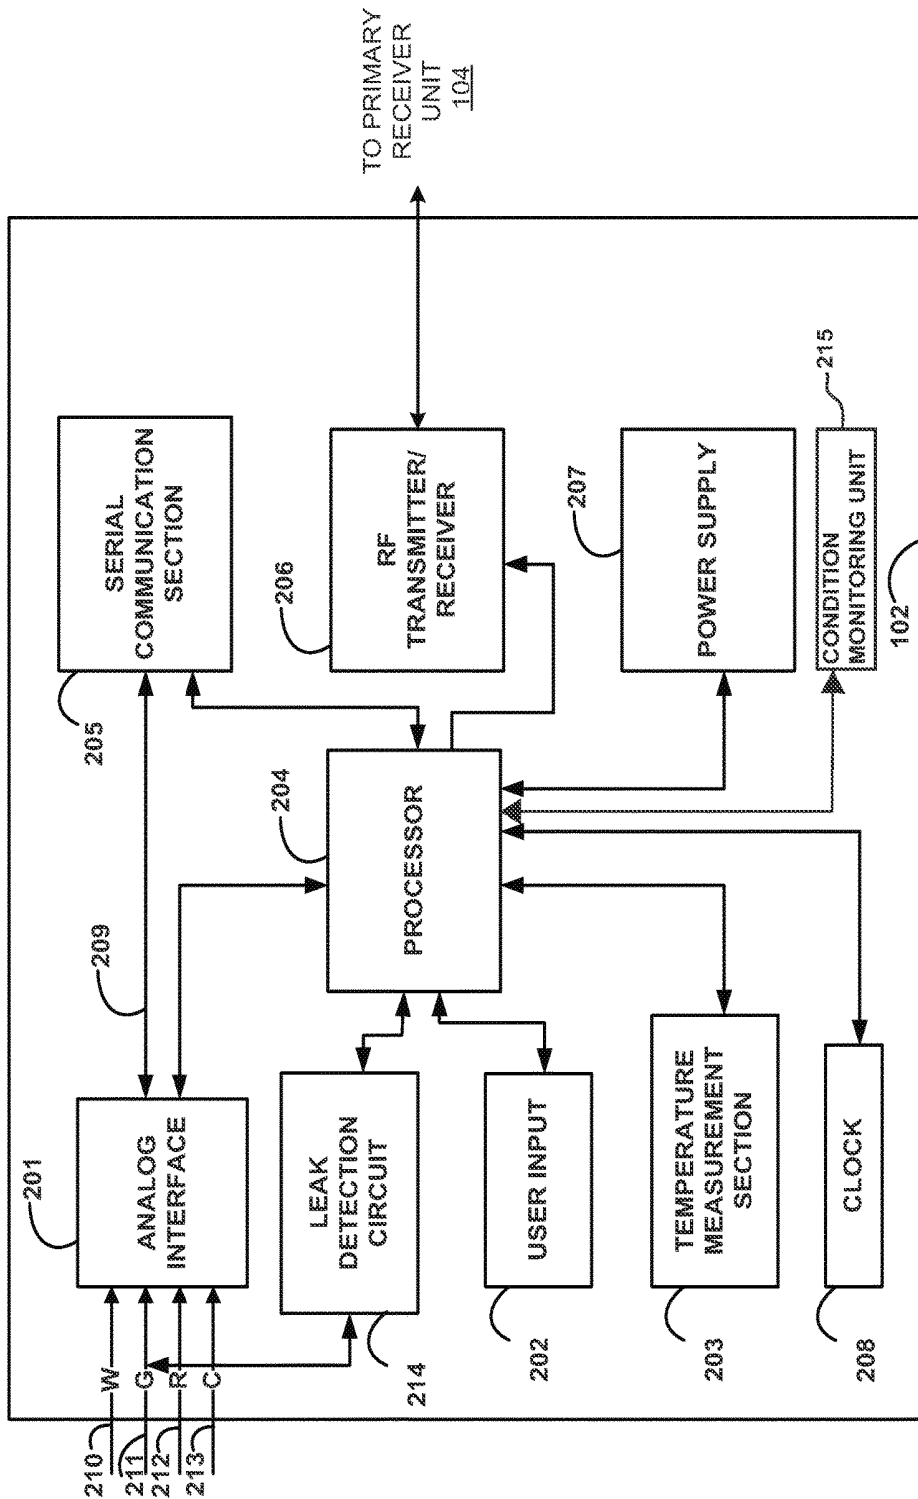 210
W
211
G
212
R
213
C
201
ANALOG
INTERFACE
209
205
SERIAL
COMMUNICATION
SECTION
214
LEAK
DETECTION
CIRCUIT
204
PROCESSOR
206
RF
TRANSMITTER/
RECEIVER
TO PRIMARY
RECEIVER
UNIT
104
202
USER INPUT
207
POWER SUPPLY
203
TEMPERATURE
MEASUREMENT
SECTION
208
CLOCK
CONDITION
MONITORING UNIT
215
102